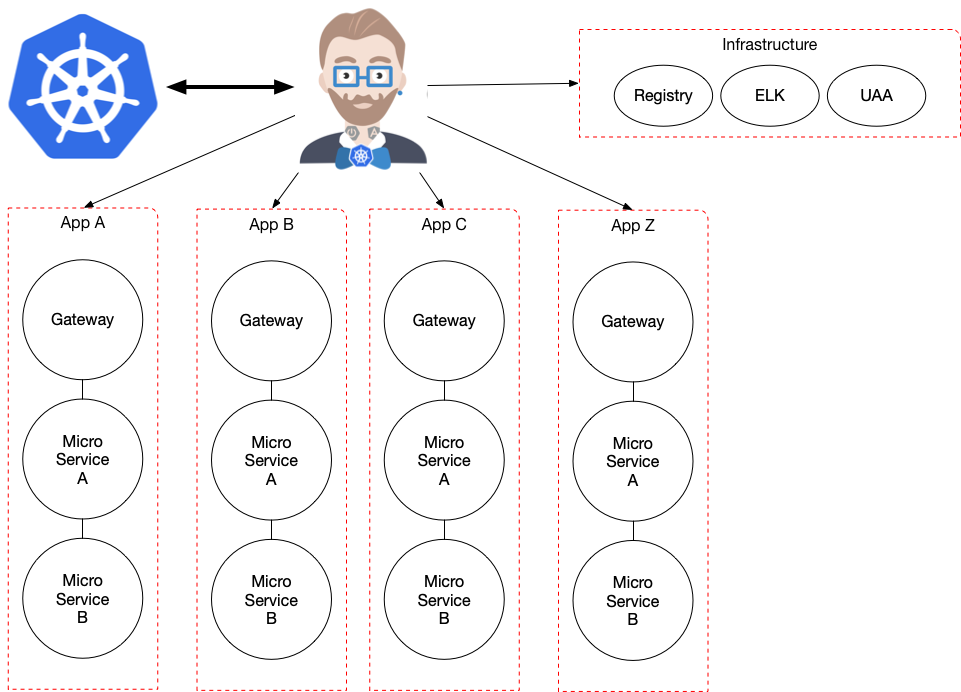 Infrastructure
Registry
ELK
UAA
App A
App B
App C
App Z
Gateway
Gateway
Gateway
Gateway
Micro
Service
A
Micro
Service
A
Micro
Service
A
Micro
Service
A
Micro
Service
B
Micro
Service
B
Micro
Service
B
Micro
Service
B